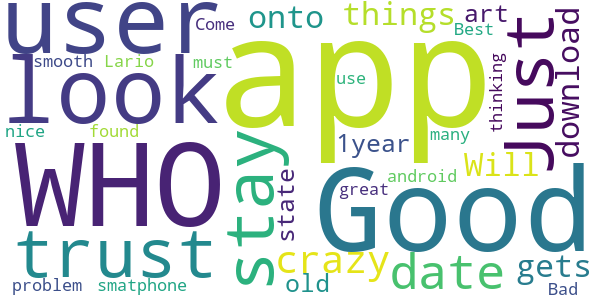 user
Come
onto
things
art
Best
Just
download
smooth
Lario
must
look
app
use
thinking
nice
found
1year
many
WHO
stay
state
Will
great
android
Good
trust
crazy
date
gets
problem
smatphone
old
Bad